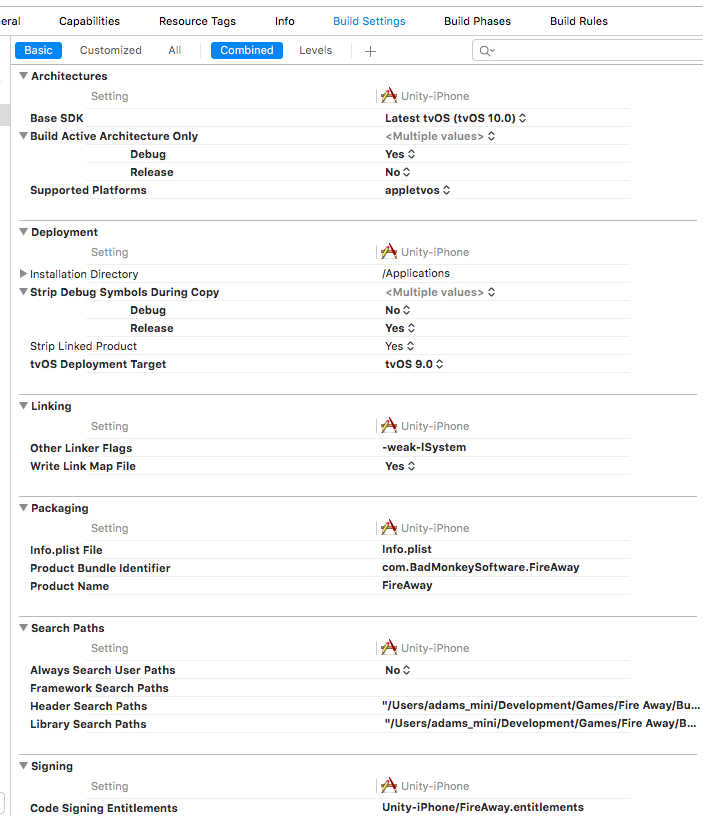 eral Capabilities Resource Tags Info Build Settings Build Phases Build Rules
Basic Customized All Combined Levels +
Architectures
Setting Unity-iPhone
Base SDK Latest tvOS (tvOS 10.0)
Build Active Architecture Only <Multiple values>
Debug Yes
Release No
Supported Platforms appletvos
Deployment
Setting Unity-iPhone
Installation Directory /Applications
Strip Debug Symbols During Copy <Multiple values>
Debug No
Release Yes
Strip Linked Product Yes
tvOS Deployment Target tvOS 9.0
Linking
Setting Unity-iPhone
Other Linker Flags -weak-lSystem
Write Link Map File Yes
Packaging
Setting Unity-iPhone
Info.plist File Info.plist
Product Bundle Identifier com.BadMonkeySoftware.FireAway
Product Name FireAway
Search Paths
Setting Unity-iPhone
Always Search User Paths No
Framework Search Paths
Header Search Paths "/Users/adams_mini/Development/Games/Fire Away/Bu...
Library Search Paths "/Users/adams_mini/Development/Games/Fire Away/B...
Signing
Setting Unity-iPhone
Code Signing Entitlements Unity-iPhone/FireAway.entitlements